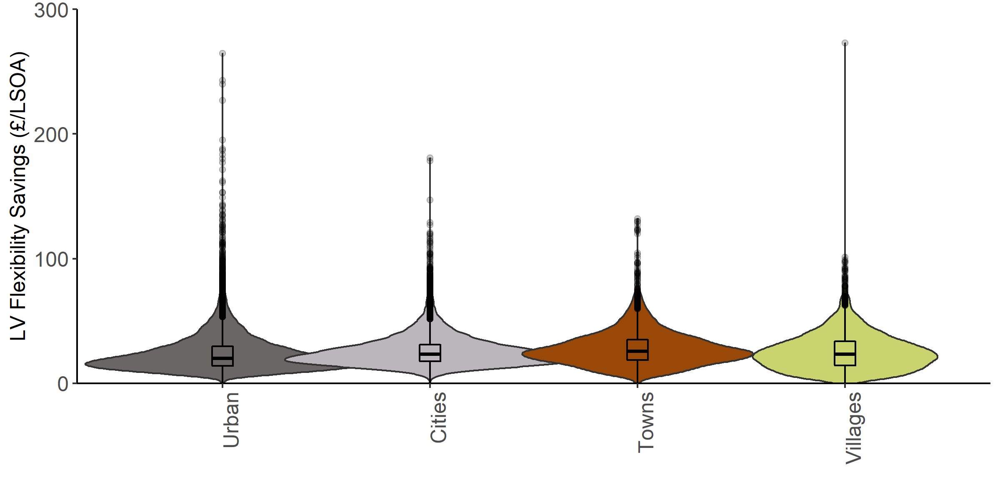 LV Flexibility Savings (£/LSOA)
300
200
100
0
Urban
Cities
Towns
Villages